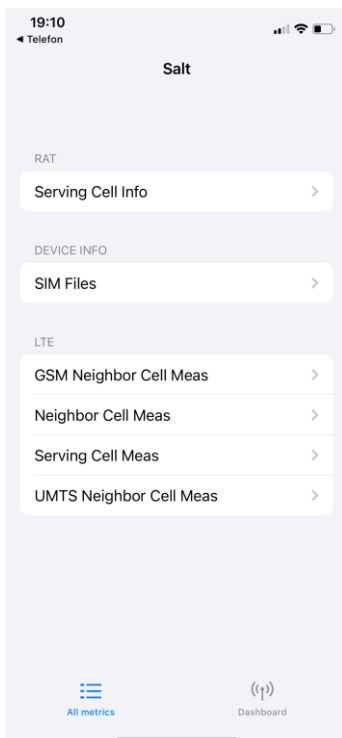 19:10
◀ Telefon
Salt
RAT
Serving Cell Info
DEVICE INFO
SIM Files
LTE
GSM Neighbor Cell Meas
Neighbor Cell Meas
Serving Cell Meas
UMTS Neighbor Cell Meas
All metrics
Dashboard